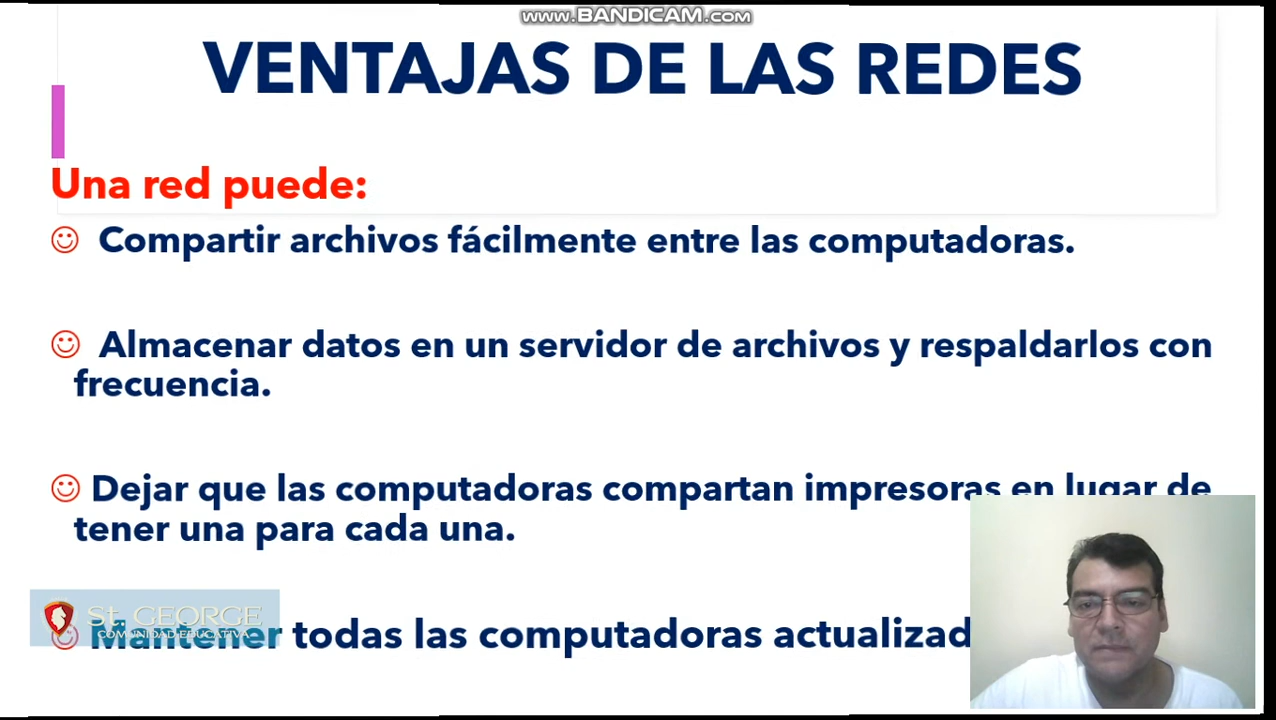 www.BANDICAM.com
VENTAJAS DE LAS REDES
Una red puede:
Compartir archivos fácilmente entre las computadoras.
Almacenar datos en un servidor de archivos y respaldarlos con
frecuencia.
Dejar que las computadoras compartan impresoras en lugar de
tener una para cada una.
St. GEORGE
COMUNIDAD EDUCATIVA
Mantener todas las computadoras